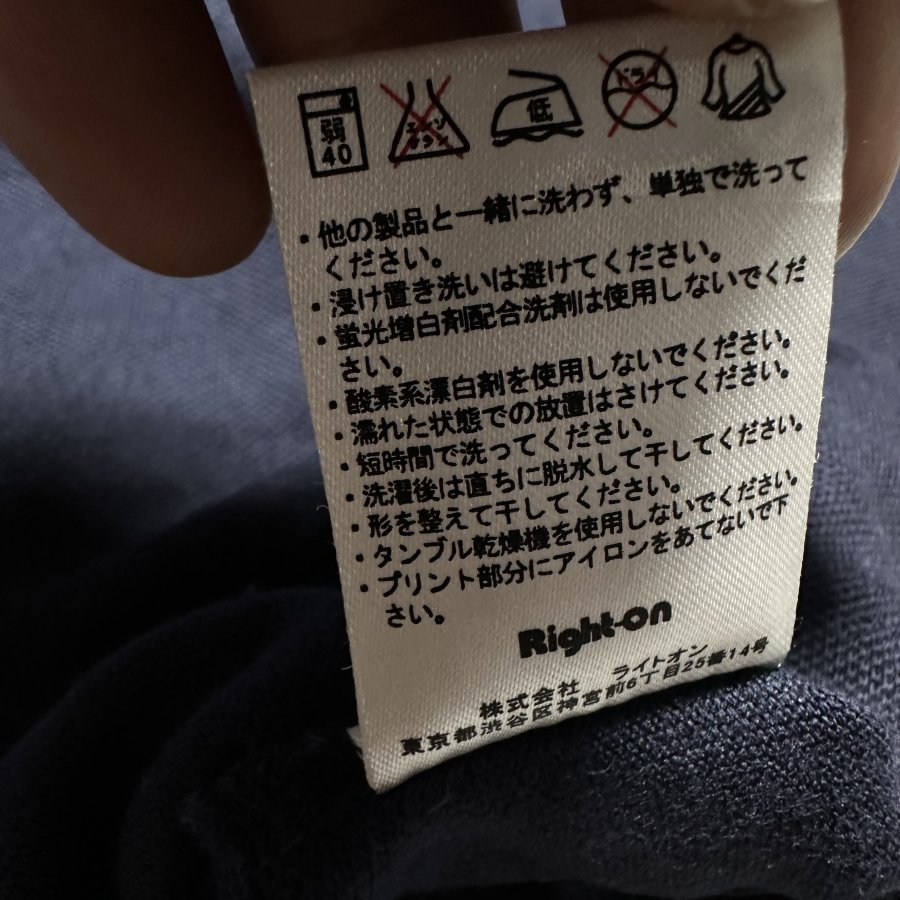 弱
40
エンソ
サラシ
低
ドライ
・他の製品と一緒に洗わず、単独で洗って
ください。
・浸け置き洗いは避けてください。
・蛍光増白剤配合洗剤は使用しないでくだ
さい。
・酸素系漂白剤を使用しないでください。
・濡れた状態での放置はさけてください。
・短時間で洗ってください。
・洗濯後は直ちに脱水して干してください。
・形を整えて干してください。
・タンブル乾燥機を使用しないでください。
・プリント部分にアイロンをあてないで下
さい。
Right-on
株式会社 ライトオン
東京都渋谷区神宮前6丁目25番14号